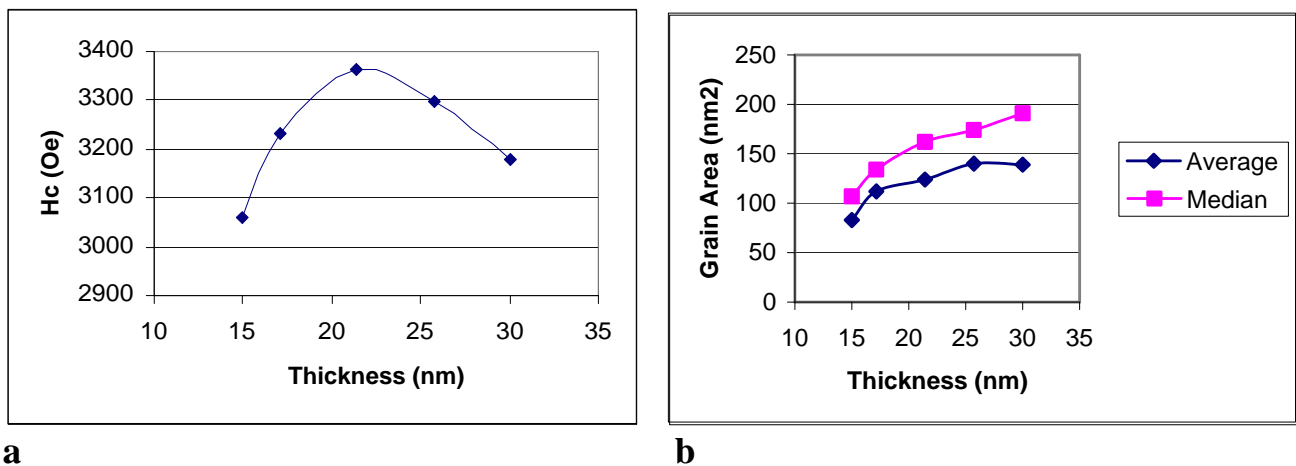 3400
3300
3200
3100
3000
2900
Hc (Oe)
10 15 20 25 30 35
Thickness (nm)
a
250
200
150
100
50
0
Grain Area (nm2)
10 15 20 25 30 35
Thickness (nm)
Average
Median
b